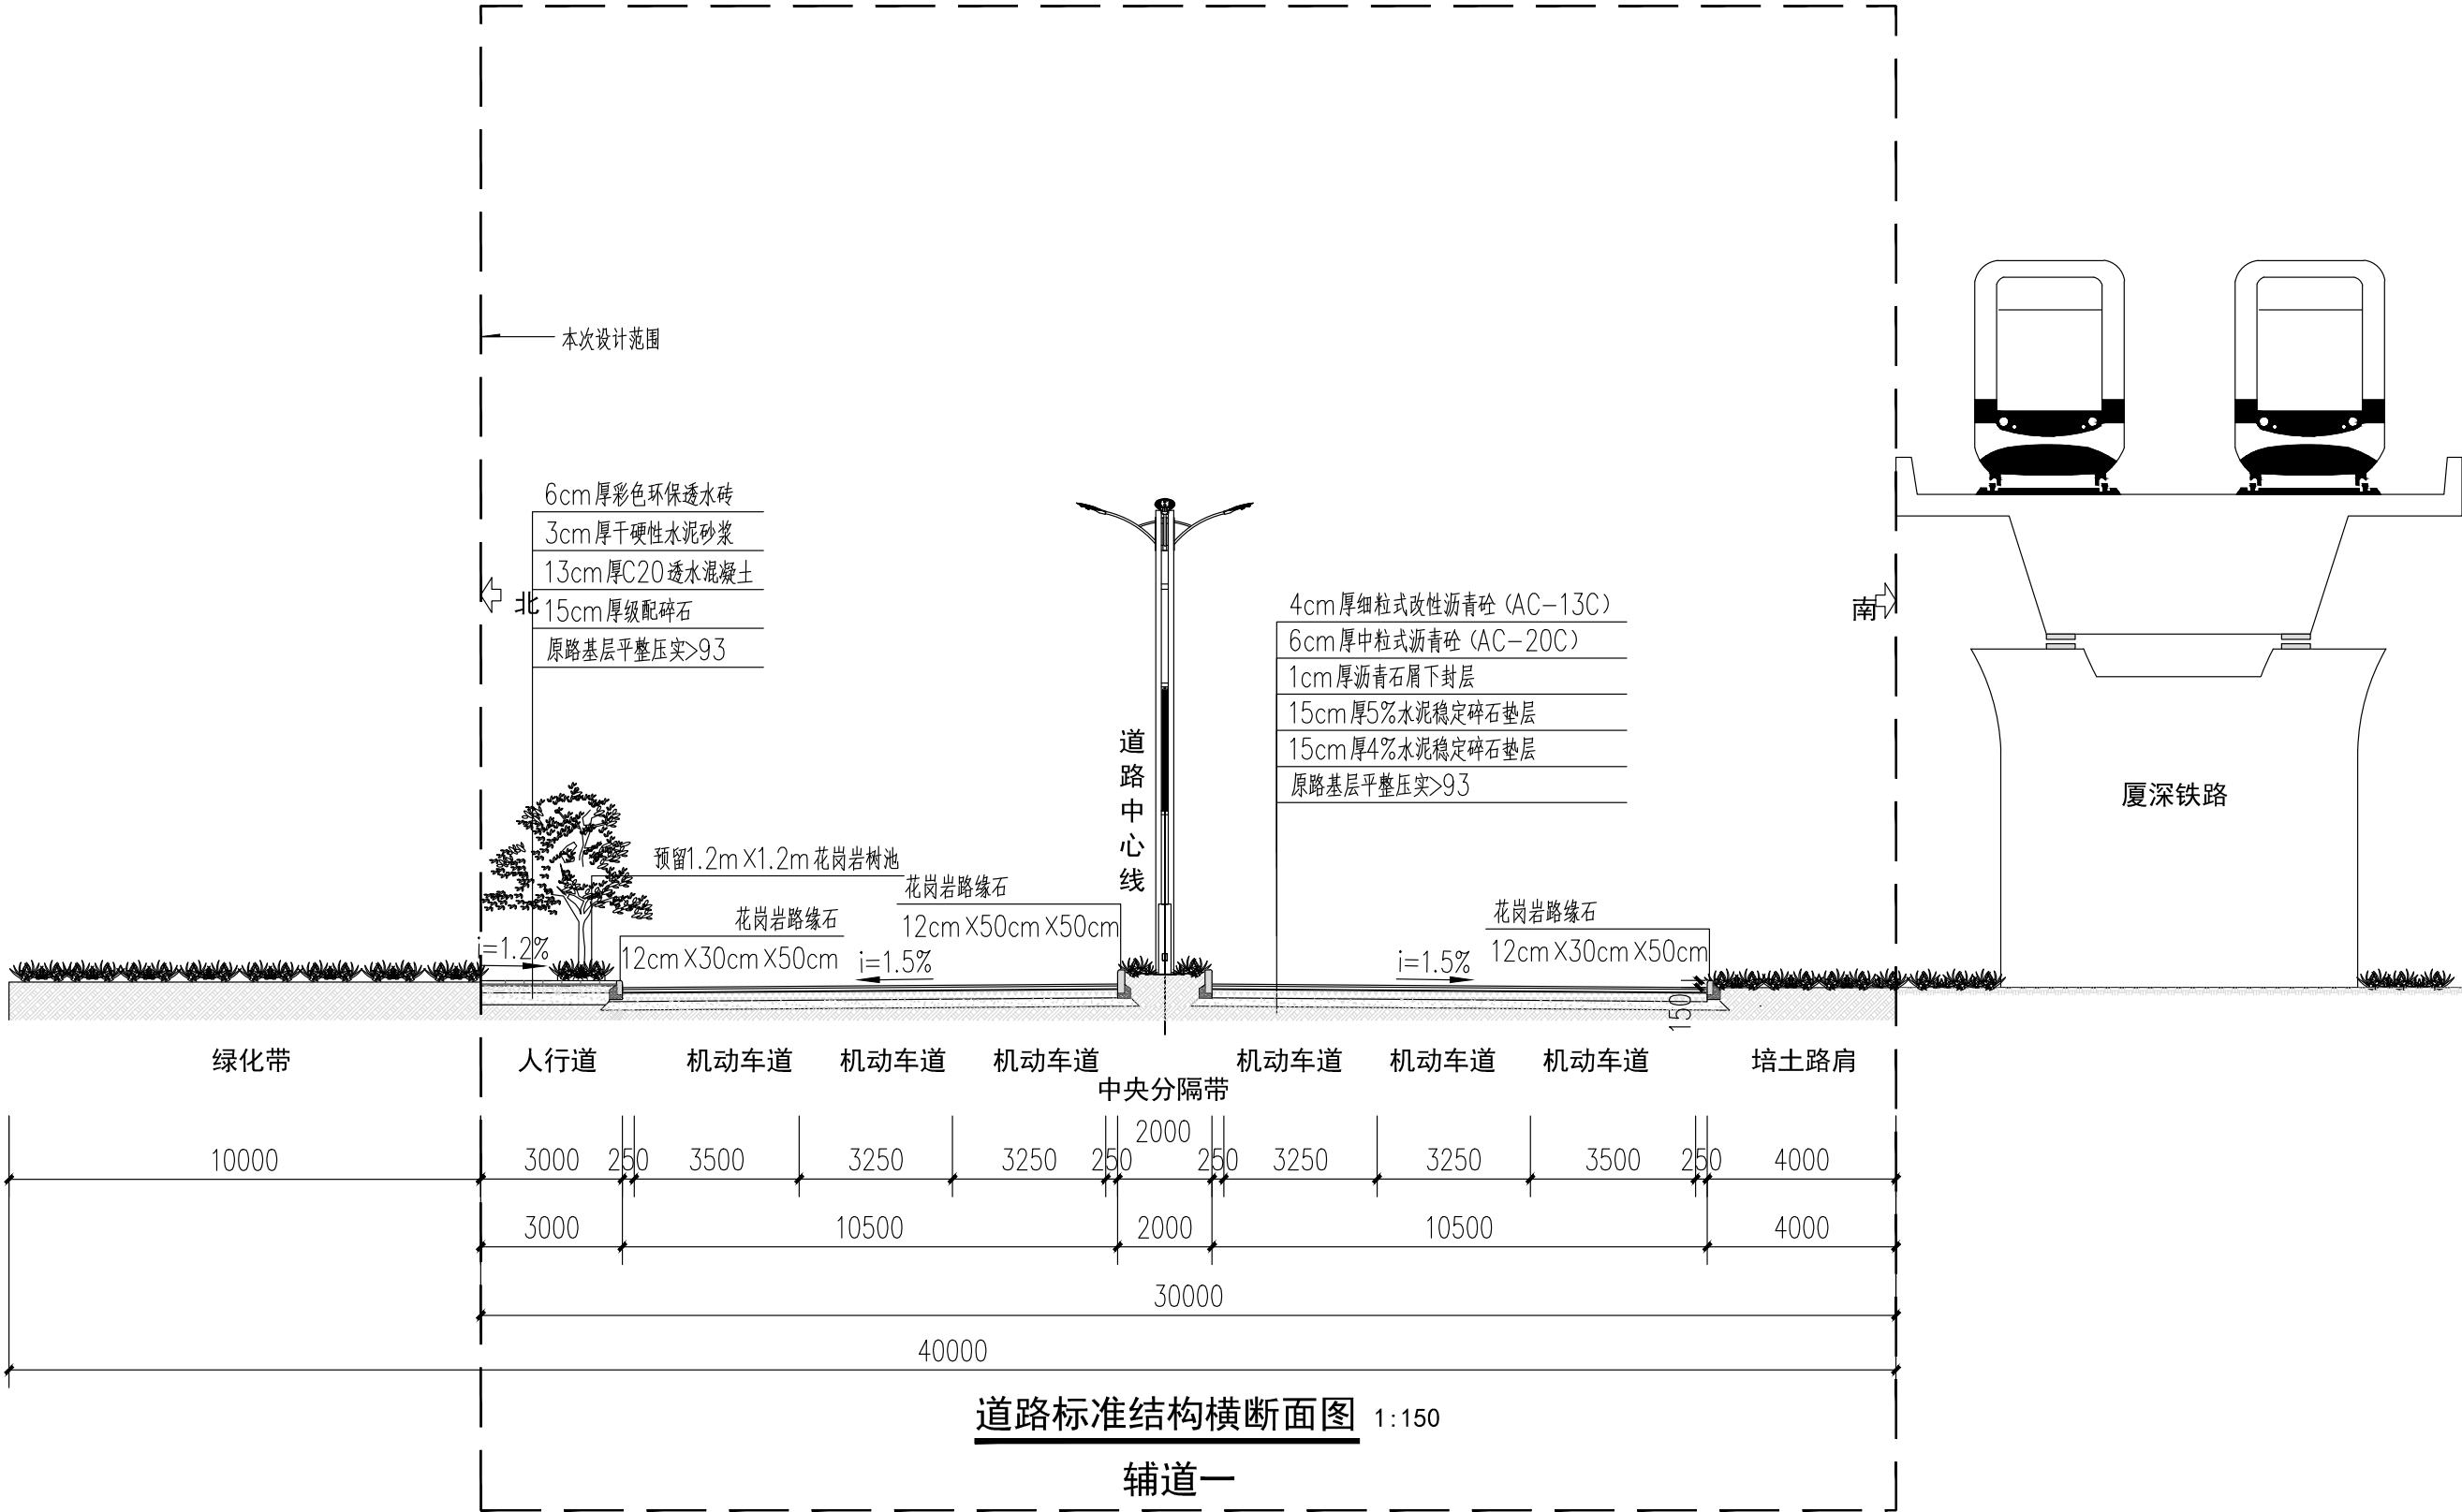 本次设计范围
6cm厚彩色环保透水砖
3cm厚干硬性水泥砂浆
13cm厚C20透水混凝土
15cm厚级配碎石
原路基层平整压实>93
北
南
4cm厚细粒式改性沥青砼（AC-13C）
6cm厚中粒式沥青砼（AC-20C）
1cm厚沥青石屑下封层
15cm厚5%水泥稳定碎石垫层
15cm厚4%水泥稳定碎石垫层
原路基层平整压实>93
道路中心线
厦深铁路
预留1.2mX1.2m花岗岩树池
花岗岩路缘石
12cmX50cmX50cm
花岗岩路缘石
12cmX30cmX50cm
花岗岩路缘石
12cmX30cmX50cm
i=1.2%
i=1.5%
i=1.5%
150
绿化带 人行道 机动车道 机动车道 机动车道 机动车道 机动车道 机动车道 培土路肩
中央分隔带
2000
10000 3000 250 3500 3250 3250 250 250 3250 3250 3500 250 4000
3000 10500 2000 10500 4000
30000
40000
道路标准结构横断面图 1:150
辅道一